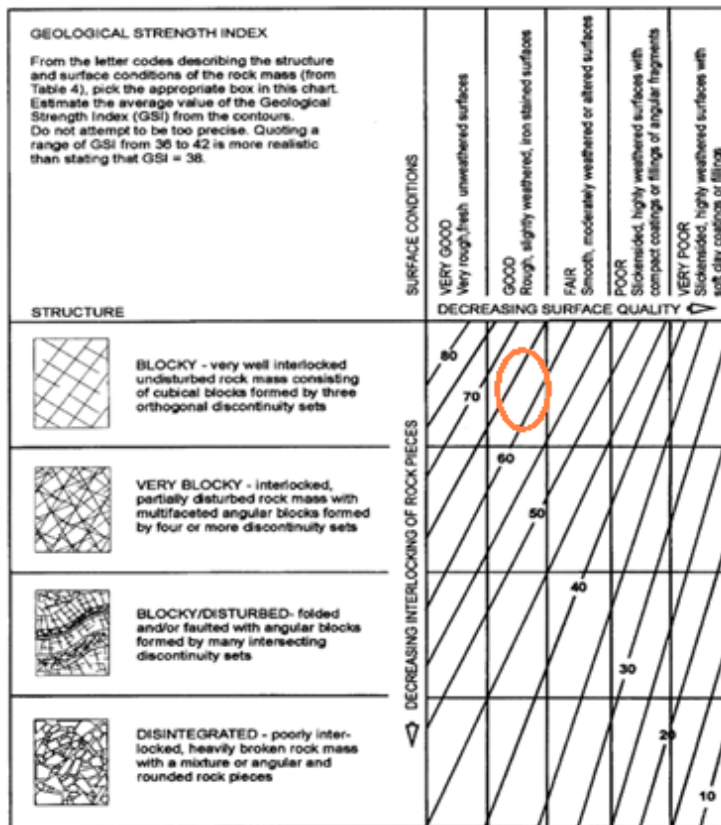 GEOLOGICAL STRENGTH INDEX
From the letter codes describing the structure
and surface conditions of the rock mass (from
Table 4), pick the appropriate box in this chart.
Estimate the average value of the Geological
Strength Index (GSI) from the contours.
Do not attempt to be too precise. Quoting a
range of GSI from 36 to 42 is more realistic
than stating that GSI = 38.
STRUCTURE
SURFACE CONDITIONS
VERY GOOD
Very rough,fresh unweathered surfaces
GOOD
Rough, slightly weathered, iron stained surfaces
FAIR
Smooth, moderately weathered or altered surfaces
POOR
Slickensided, highly weathered surfaces with
compact coatings or fillings of angular fragments
VERY POOR
Slickensided, highly weathered surfaces with
soft clay coatings or fillings
DECREASING SURFACE QUALITY
BLOCKY - very well interlocked
undisturbed rock mass consisting
of cubical blocks formed by three
orthogonal discontinuity sets
VERY BLOCKY - interlocked,
partially disturbed rock mass with
multifaceted angular blocks formed
by four or more discontinuity sets
BLOCKY/DISTURBED- folded
and/or faulted with angular blocks
formed by many intersecting
discontinuity sets
DISINTEGRATED - poorly inter-
locked, heavily broken rock mass
with a mixture or angular and
rounded rock pieces
DECREASING INTERLOCKING OF ROCK PIECES
80
70
60
50
40
30
20
10